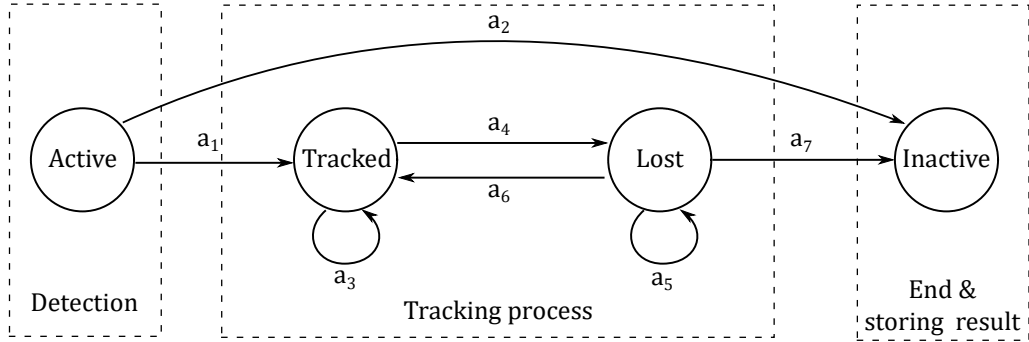 a₂
a₁
a₄
a₇
Active
Tracked
Lost
Inactive
a₆
a₃
a₅
Detection
Tracking process
End &
storing result